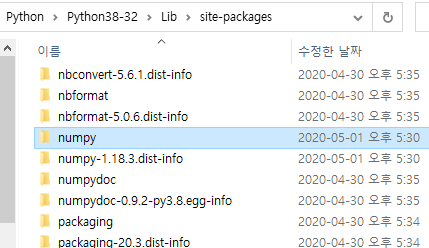 Python > Python38-32 > Lib > site-packages
이름 수정한 날짜
nbconvert-5.6.1.dist-info 2020-04-30 오후 5:35
nbformat 2020-04-30 오후 5:35
nbformat-5.0.6.dist-info 2020-04-30 오후 5:35
numpy 2020-05-01 오후 5:30
numpy-1.18.3.dist-info 2020-05-01 오후 5:30
numpydoc 2020-04-30 오후 5:35
numpydoc-0.9.2-py3.8.egg-info 2020-04-30 오후 5:35
packaging 2020-04-30 오후 5:34
packaging-20.3.dist-info 2020-04-30 오후 5:34